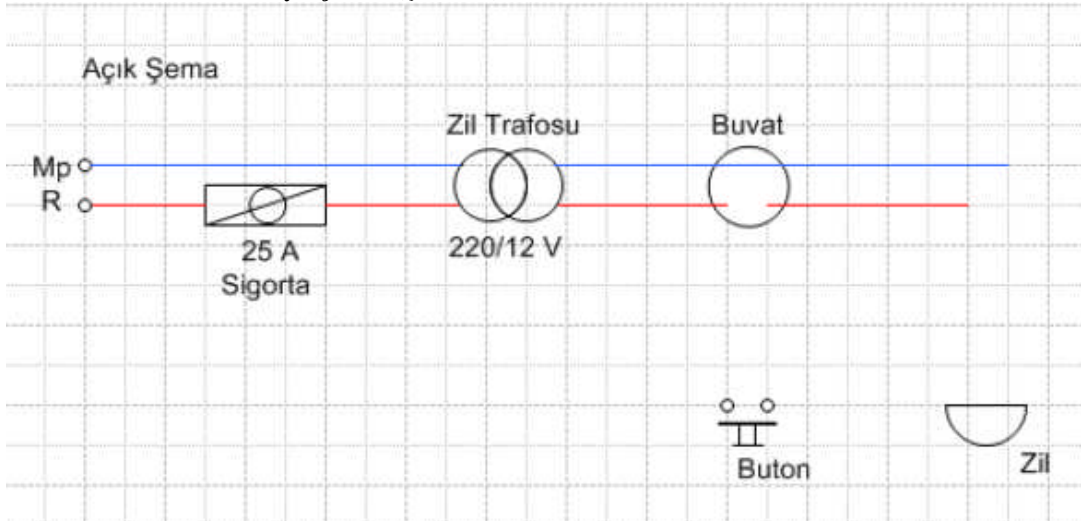 Açık Şema
Zil Trafosu
Buvat
Mp
R
25 A
Sigorta
220/12 V
Buton
Zil